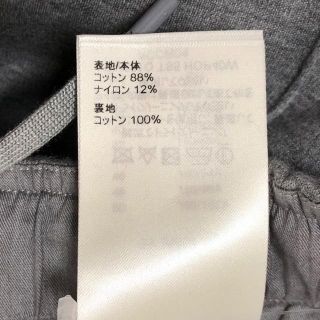 表地/本体
コットン 88%
ナイロン 12%
裏地
コットン 100%